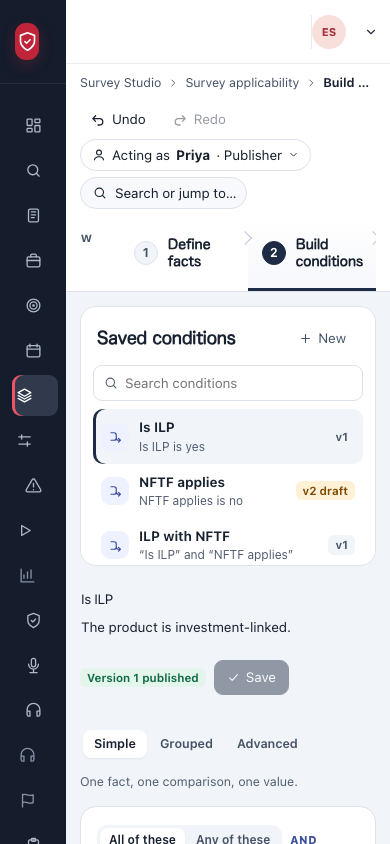 ES
Survey Studio > Survey applicability > Build ...
Undo Redo
Acting as Priya · Publisher
Search or jump to...
w
1 Define facts
2 Build conditions
Saved conditions
+ New
Search conditions
Is ILP
Is ILP is yes
v1
NFTF applies
NFTF applies is no
v2 draft
ILP with NFTF
“Is ILP” and “NFTF applies”
v1
Is ILP
The product is investment-linked.
Version 1 published
Save
Simple Grouped Advanced
One fact, one comparison, one value.
All of these Any of these AND